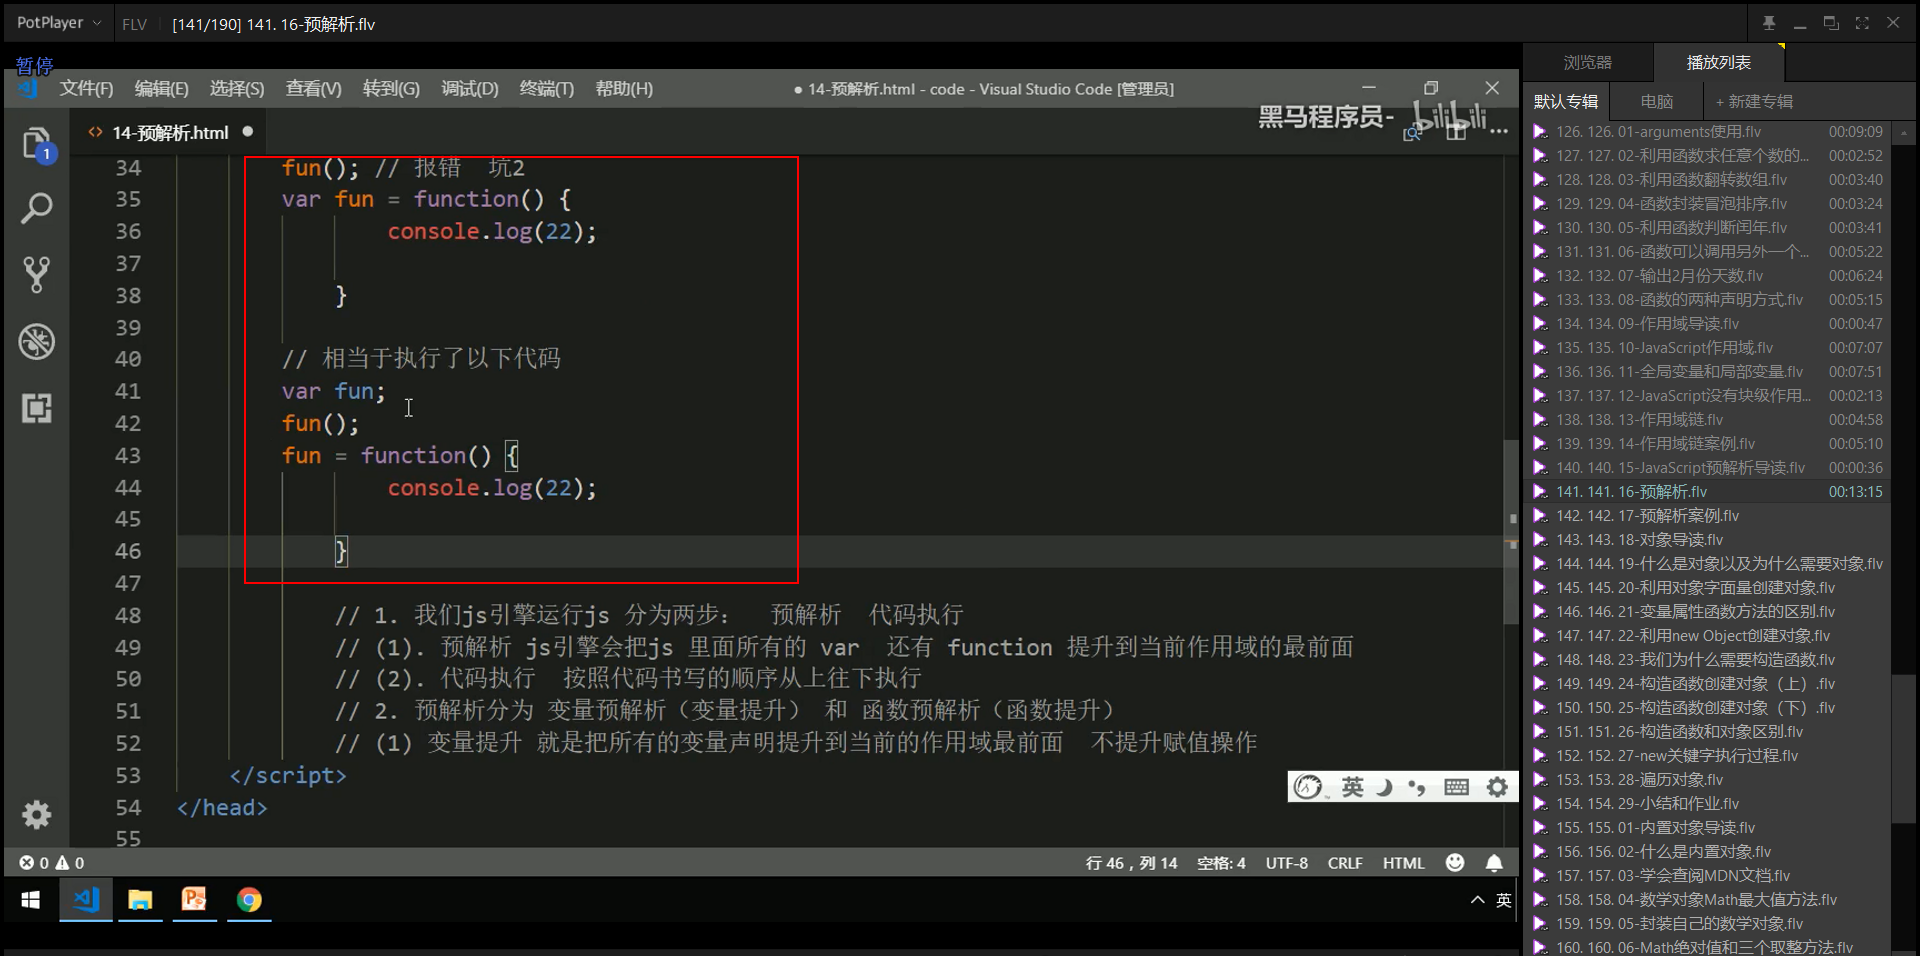 PotPlayer FLV [141/190] 141. 16-预解析.flv
暂停
文件(F) 编辑(E) 选择(S) 查看(V) 转到(G) 调试(D) 终端(T) 帮助(H) ● 14-预解析.html - code - Visual Studio Code [管理员]
<> 14-预解析.html ●
黑马程序员- bilibili
1
34 fun(); // 报错 坑2
35 var fun = function() {
36 console.log(22);
37
38 }
39
40 // 相当于执行了以下代码
41 var fun;
42 fun();
43 fun = function() {
44 console.log(22);
45
46 }
47
48 // 1. 我们js引擎运行js 分为两步: 预解析 代码执行
49 // (1). 预解析 js引擎会把js 里面所有的 var 还有 function 提升到当前作用域的最前面
50 // (2). 代码执行 按照代码书写的顺序从上往下执行
51 // 2. 预解析分为 变量预解析（变量提升） 和 函数预解析（函数提升）
52 // (1) 变量提升 就是把所有的变量声明提升到当前的作用域最前面 不提升赋值操作
53 </script>
54 </head>
55
英
0 0 行 46，列 14 空格: 4 UTF-8 CRLF HTML
英
浏览器 播放列表
默认专辑 电脑 + 新建专辑
126. 126. 01-arguments使用.flv 00:09:09
127. 127. 02-利用函数求任意个数的... 00:02:52
128. 128. 03-利用函数翻转数组.flv 00:03:40
129. 129. 04-函数封装冒泡排序.flv 00:03:24
130. 130. 05-利用函数判断闰年.flv 00:03:41
131. 131. 06-函数可以调用另外一个... 00:05:22
132. 132. 07-输出2月份天数.flv 00:06:24
133. 133. 08-函数的两种声明方式.flv 00:05:15
134. 134. 09-作用域导读.flv 00:00:47
135. 135. 10-JavaScript作用域.flv 00:07:07
136. 136. 11-全局变量和局部变量.flv 00:07:51
137. 137. 12-JavaScript没有块级作用... 00:02:13
138. 138. 13-作用域链.flv 00:04:58
139. 139. 14-作用域链案例.flv 00:05:10
140. 140. 15-JavaScript预解析导读.flv 00:00:36
141. 141. 16-预解析.flv 00:13:15
142. 142. 17-预解析案例.flv
143. 143. 18-对象导读.flv
144. 144. 19-什么是对象以及为什么需要对象.flv
145. 145. 20-利用对象字面量创建对象.flv
146. 146. 21-变量属性函数方法的区别.flv
147. 147. 22-利用new Object创建对象.flv
148. 148. 23-我们为什么需要构造函数.flv
149. 149. 24-构造函数创建对象（上）.flv
150. 150. 25-构造函数创建对象（下）.flv
151. 151. 26-构造函数和对象区别.flv
152. 152. 27-new关键字执行过程.flv
153. 153. 28-遍历对象.flv
154. 154. 29-小结和作业.flv
155. 155. 01-内置对象导读.flv
156. 156. 02-什么是内置对象.flv
157. 157. 03-学会查阅MDN文档.flv
158. 158. 04-数学对象Math最大值方法.flv
159. 159. 05-封装自己的数学对象.flv
160. 160. 06-Math绝对值和三个取整方法.flv